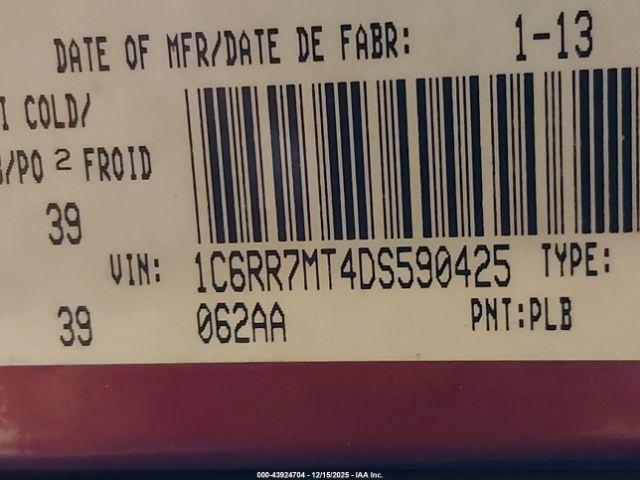 DATE OF MFR/DATE DE FABR: 1-13
I COLD/
/PO 2 FROID
39
VIN: 1C6RR7MT4DS590425 TYPE:
39 062AA PNT:PLB
000-43924704 - 12/15/2025 - IAA Inc.